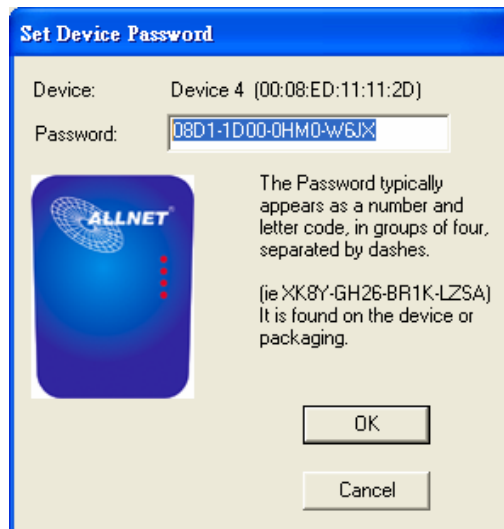 Set Device Password
Device: Device 4 (00:08:ED:11:11:2D)
Password: 08D1-1D00-0HM0-W6JX
ALLNET®
The Password typically
appears as a number and
letter code, in groups of four,
separated by dashes.
(ie XK8Y-GH26-BR1K-LZSA)
It is found on the device or
packaging.
OK
Cancel